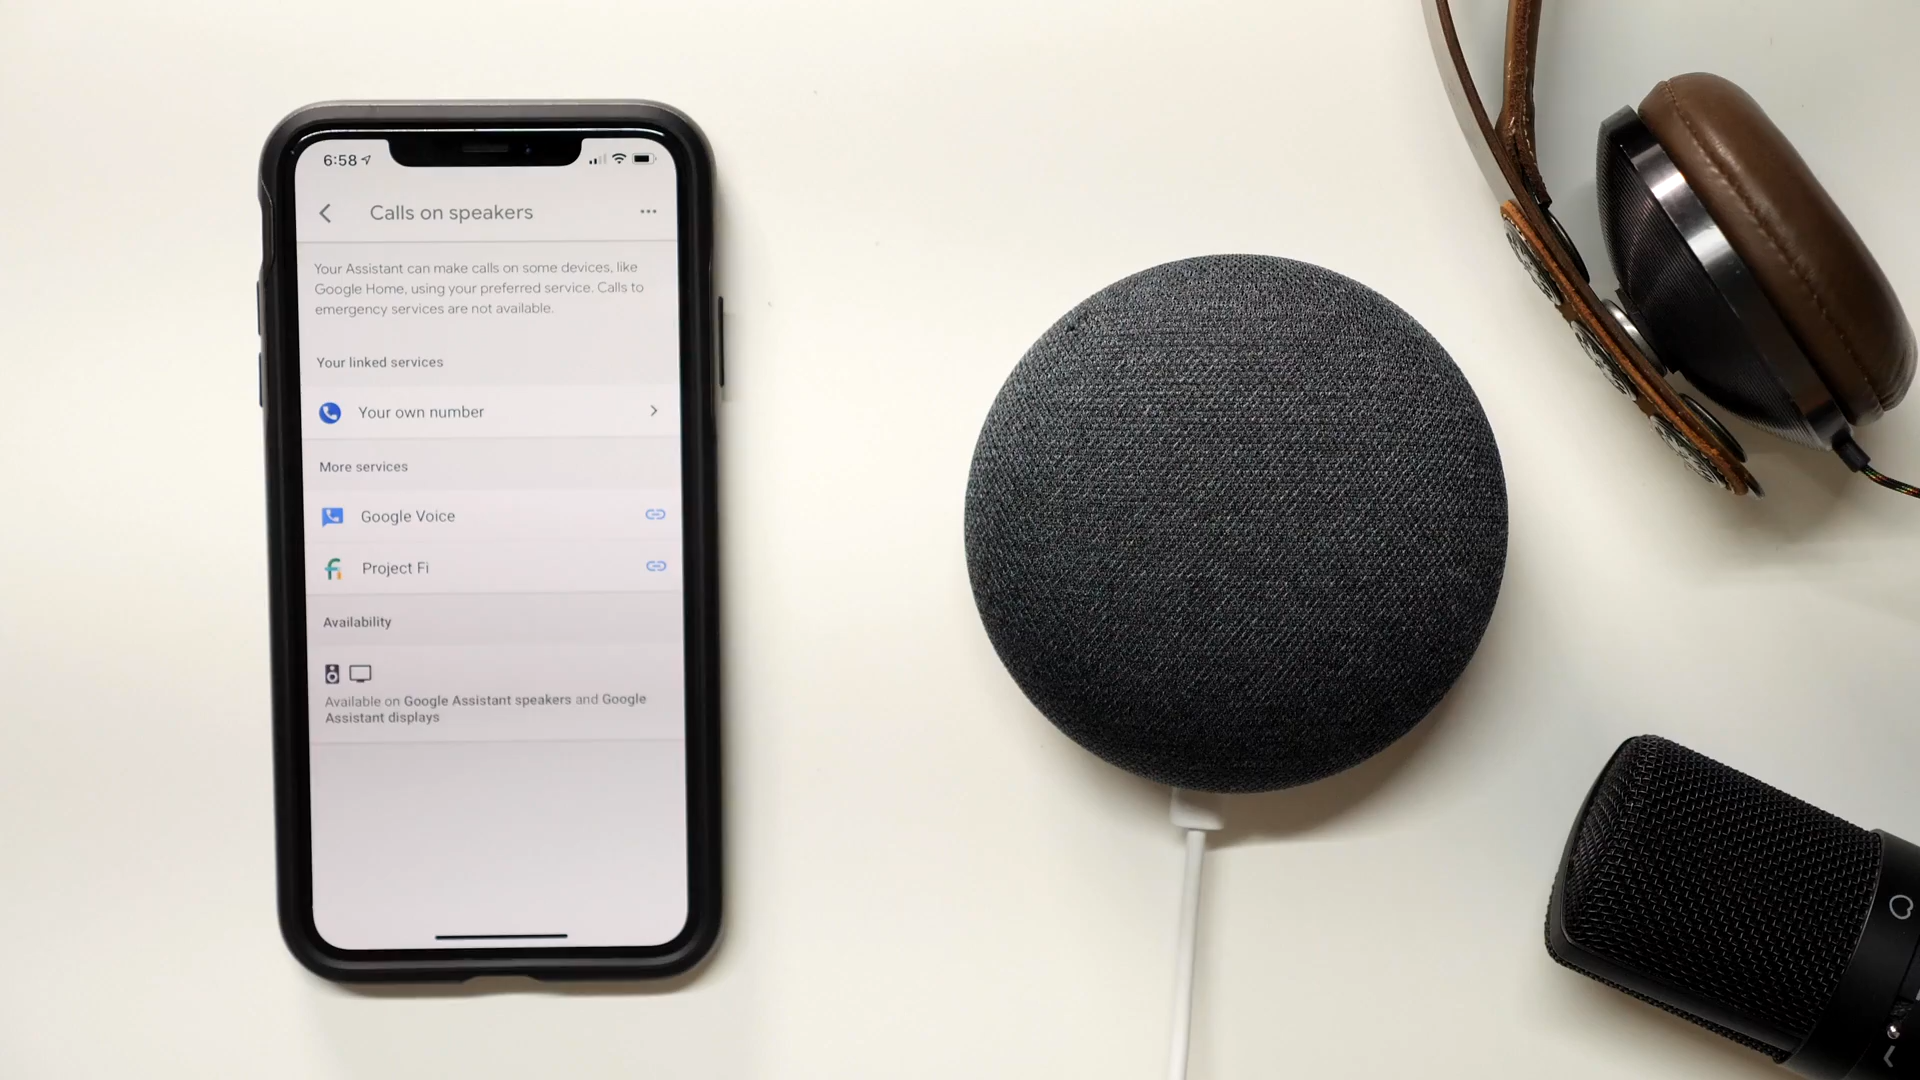 6:58
Calls on speakers
Your Assistant can make calls on some devices, like
Google Home, using your preferred service. Calls to
emergency services are not available.
Your linked services
Your own number
More services
Google Voice
Project Fi
Availability
Available on Google Assistant speakers and Google
Assistant displays